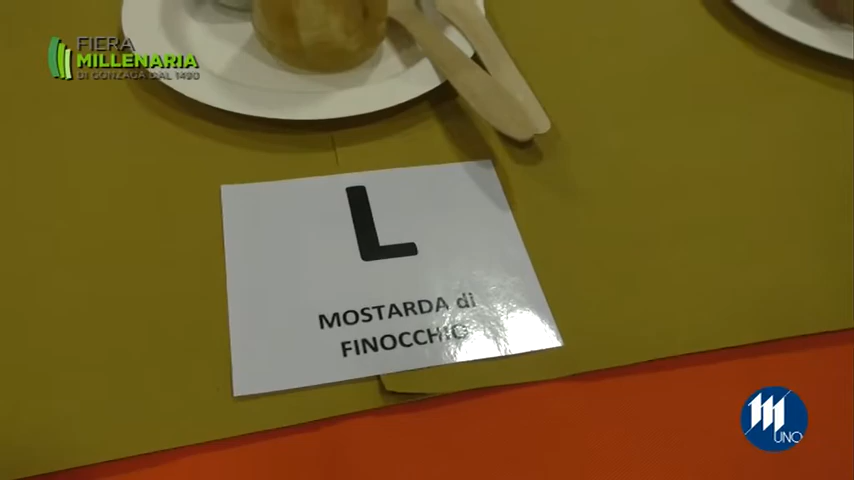 FIERA
MILLENARIA
DI GONZAGA DAL 1490
L
MOSTARDA di
FINOCCHIO
M
UNO